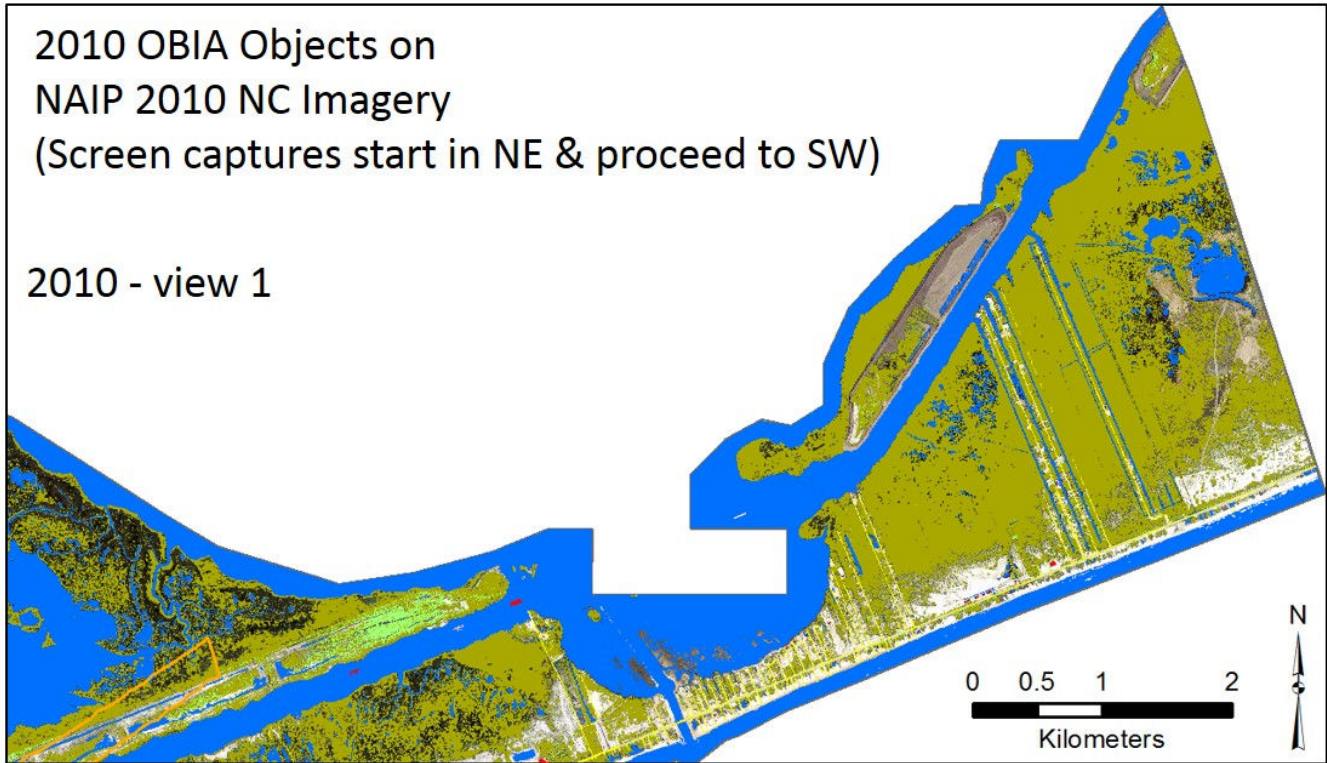 2010 OBIA Objects on
NAIP 2010 NC Imagery
(Screen captures start in NE & proceed to SW)
2010 - view 1
N
0 0.5 1 2
Kilometers